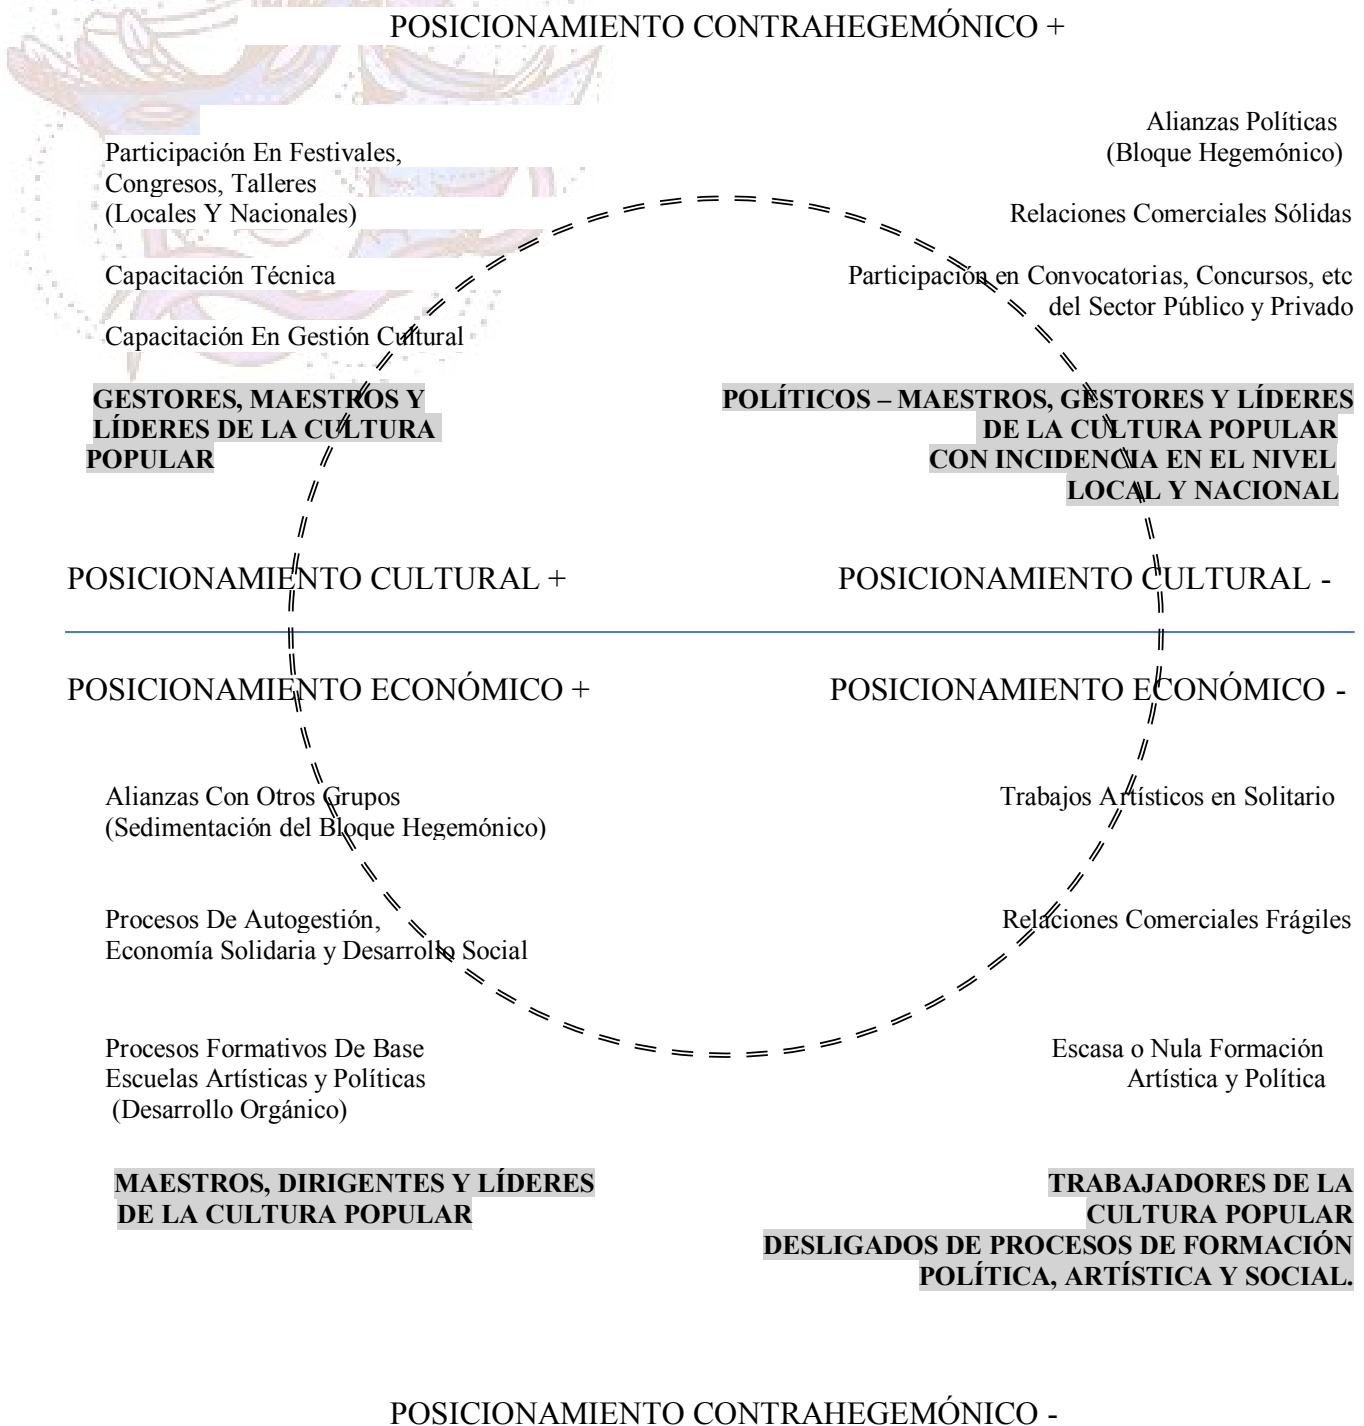 POSICIONAMIENTO CONTRAHEGEMÓNICO +
Participación En Festivales,
Congresos, Talleres
(Locales Y Nacionales)
Capacitación Técnica
Capacitación En Gestión Cultural
GESTORES, MAESTROS Y
LÍDERES DE LA CULTURA
POPULAR
Alianzas Políticas
(Bloque Hegemónico)
Relaciones Comerciales Sólidas
Participación en Convocatorias, Concursos, etc
del Sector Público y Privado
POLÍTICOS – MAESTROS, GESTORES Y LÍDERES
DE LA CULTURA POPULAR
CON INCIDENCIA EN EL NIVEL
LOCAL Y NACIONAL
POSICIONAMIENTO CULTURAL +
POSICIONAMIENTO CULTURAL -
POSICIONAMIENTO ECONÓMICO +
POSICIONAMIENTO ECONÓMICO -
Alianzas Con Otros Grupos
(Sedimentación del Bloque Hegemónico)
Procesos De Autogestión,
Economía Solidaria y Desarrollo Social
Procesos Formativos De Base
Escuelas Artísticas y Políticas
(Desarrollo Orgánico)
MAESTROS, DIRIGENTES Y LÍDERES
DE LA CULTURA POPULAR
Trabajos Artísticos en Solitario
Relaciones Comerciales Frágiles
Escasa o Nula Formación
Artística y Política
TRABAJADORES DE LA
CULTURA POPULAR
DESLIGADOS DE PROCESOS DE FORMACIÓN
POLÍTICA, ARTÍSTICA Y SOCIAL.
POSICIONAMIENTO CONTRAHEGEMÓNICO -